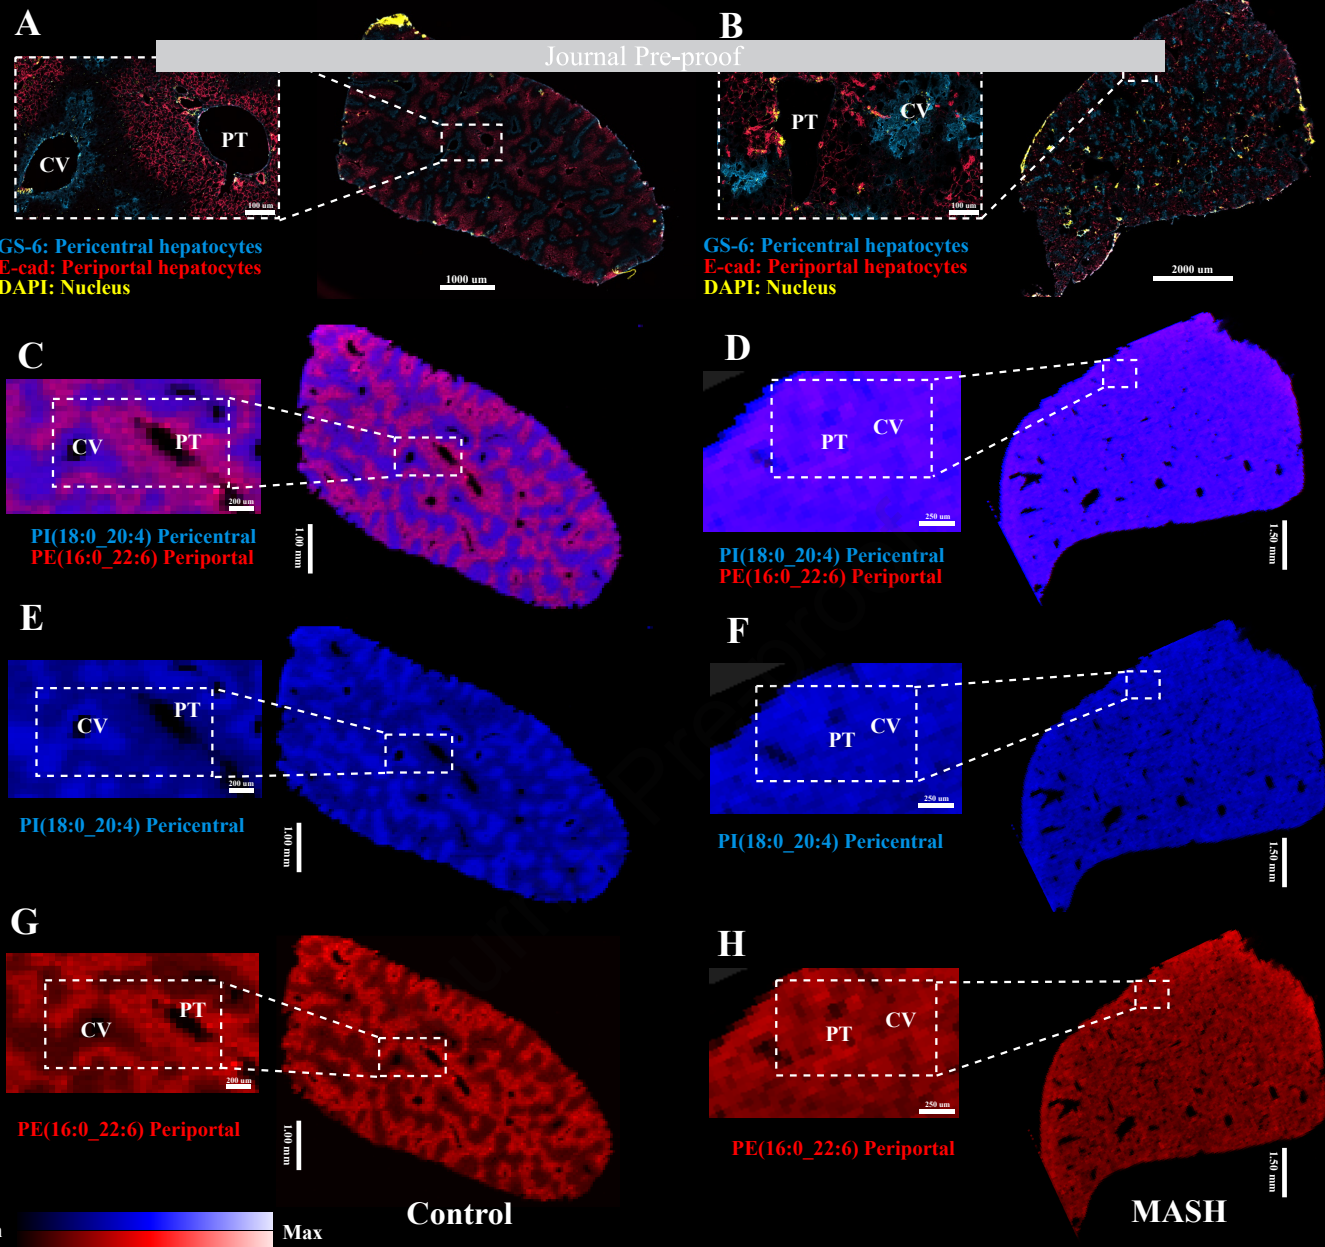 A
B
Journal Pre-proof
CV
PT
100 um
PT
CV
100 um
GS-6: Pericentral hepatocytes
E-cad: Periportal hepatocytes
DAPI: Nucleus
1000 um
GS-6: Pericentral hepatocytes
E-cad: Periportal hepatocytes
DAPI: Nucleus
2000 um
C
CV
PT
200 um
PI(18:0_20:4) Pericentral
PE(16:0_22:6) Periportal
1.00 mm
D
PT
CV
250 um
PI(18:0_20:4) Pericentral
PE(16:0_22:6) Periportal
1.50 mm
E
CV
PT
200 um
PI(18:0_20:4) Pericentral
1.00 mm
F
PT
CV
250 um
PI(18:0_20:4) Pericentral
1.50 mm
G
CV
PT
200 um
PE(16:0_22:6) Periportal
1.00 mm
H
PT
CV
250 um
PE(16:0_22:6) Periportal
1.50 mm
Max
Control
MASH